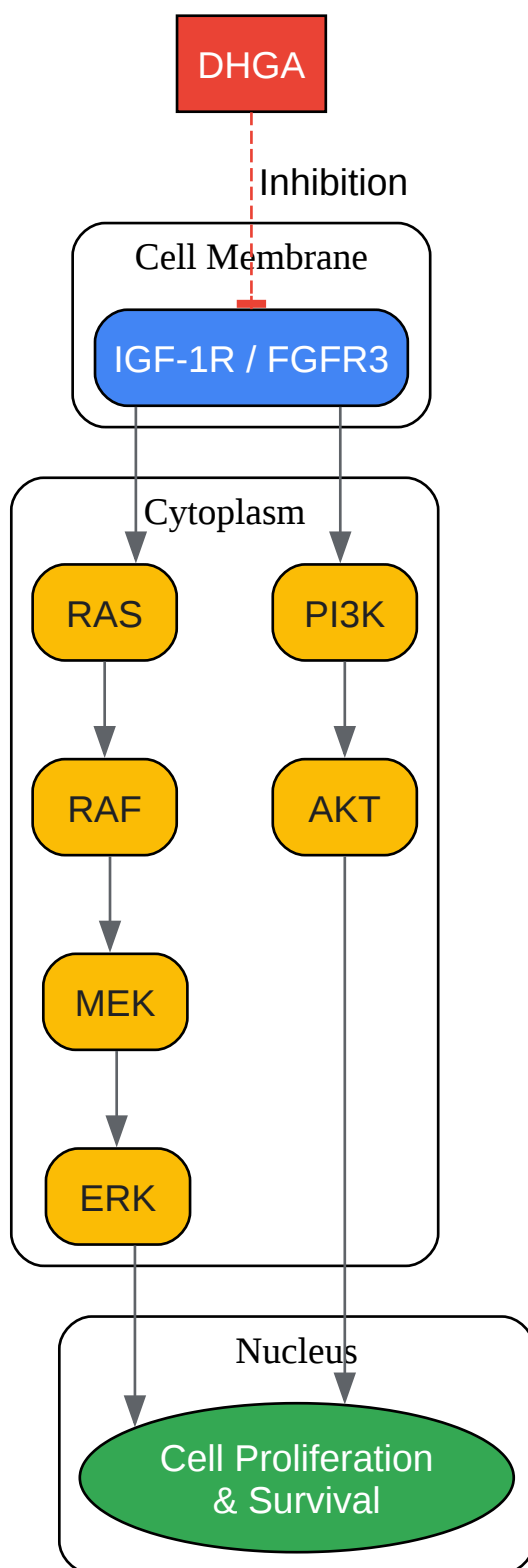 DHGA
Inhibition
Cell Membrane
IGF-1R / FGFR3
Cytoplasm
RAS
PI3K
RAF
AKT
MEK
ERK
Nucleus
Cell Proliferation
& Survival